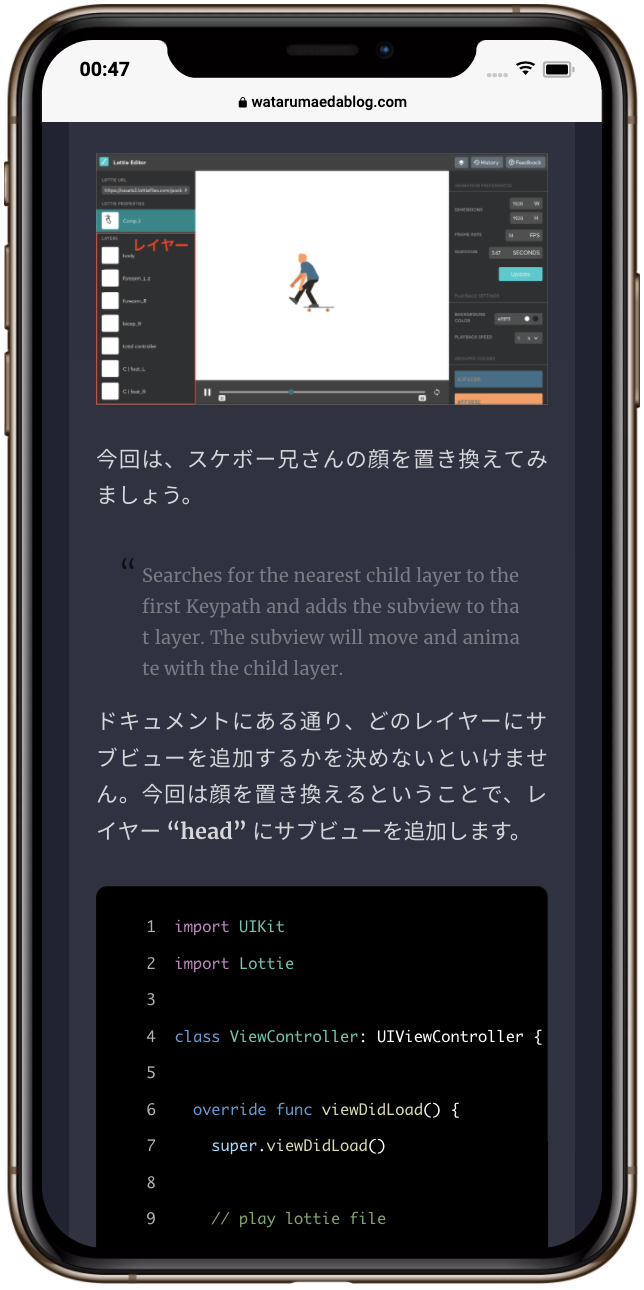 00:47
watarumaedablog.com
Lottie Editor
History
Feedback
LOTTIE URL
LOTTIE PROPERTIES
Comp 2
LAYERS
レイヤー
body
forearm_R
bicep_R
total controller
C | feet_L
C | feet_R
DIMENSIONS
W
H
FRAME RATE
FPS
DURATION
SECONDS
PLAYBACK SETTINGS
BACKGROUND
COLOR
PLAYBACK SPEED
今回は、スケボー兄さんの顔を置き換えてみ
ましょう。
“
Searches for the nearest child layer to the
first Keypath and adds the subview to tha
t layer. The subview will move and anima
te with the child layer.
ドキュメントにある通り、どのレイヤーにサ
ブビューを追加するかを決めないといけませ
ん。今回は顔を置き換えるということで、レ
イヤー “head” にサブビューを追加します。
1 import UIKit
2 import Lottie
3
4 class ViewController: UIViewController {
5
6 override func viewDidLoad() {
7 super.viewDidLoad()
8
9 // play lottie file